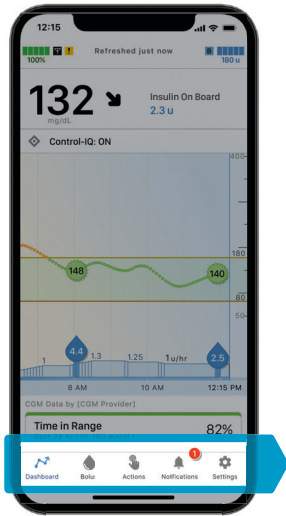 12:15
100%
T
!
Refreshed just now
B
180 u
132
mg/dL
Insulin On Board
2.3 u
Control-IQ: ON
400
180
80
50
148
140
4.4
2.5
1
1.3
1.25
1 u/hr
8 AM
10 AM
12:15 PM
CGM Data by [CGM Provider]
Time in Range
82%
1
Dashboard
Bolu
Actions
Notifications
Settings